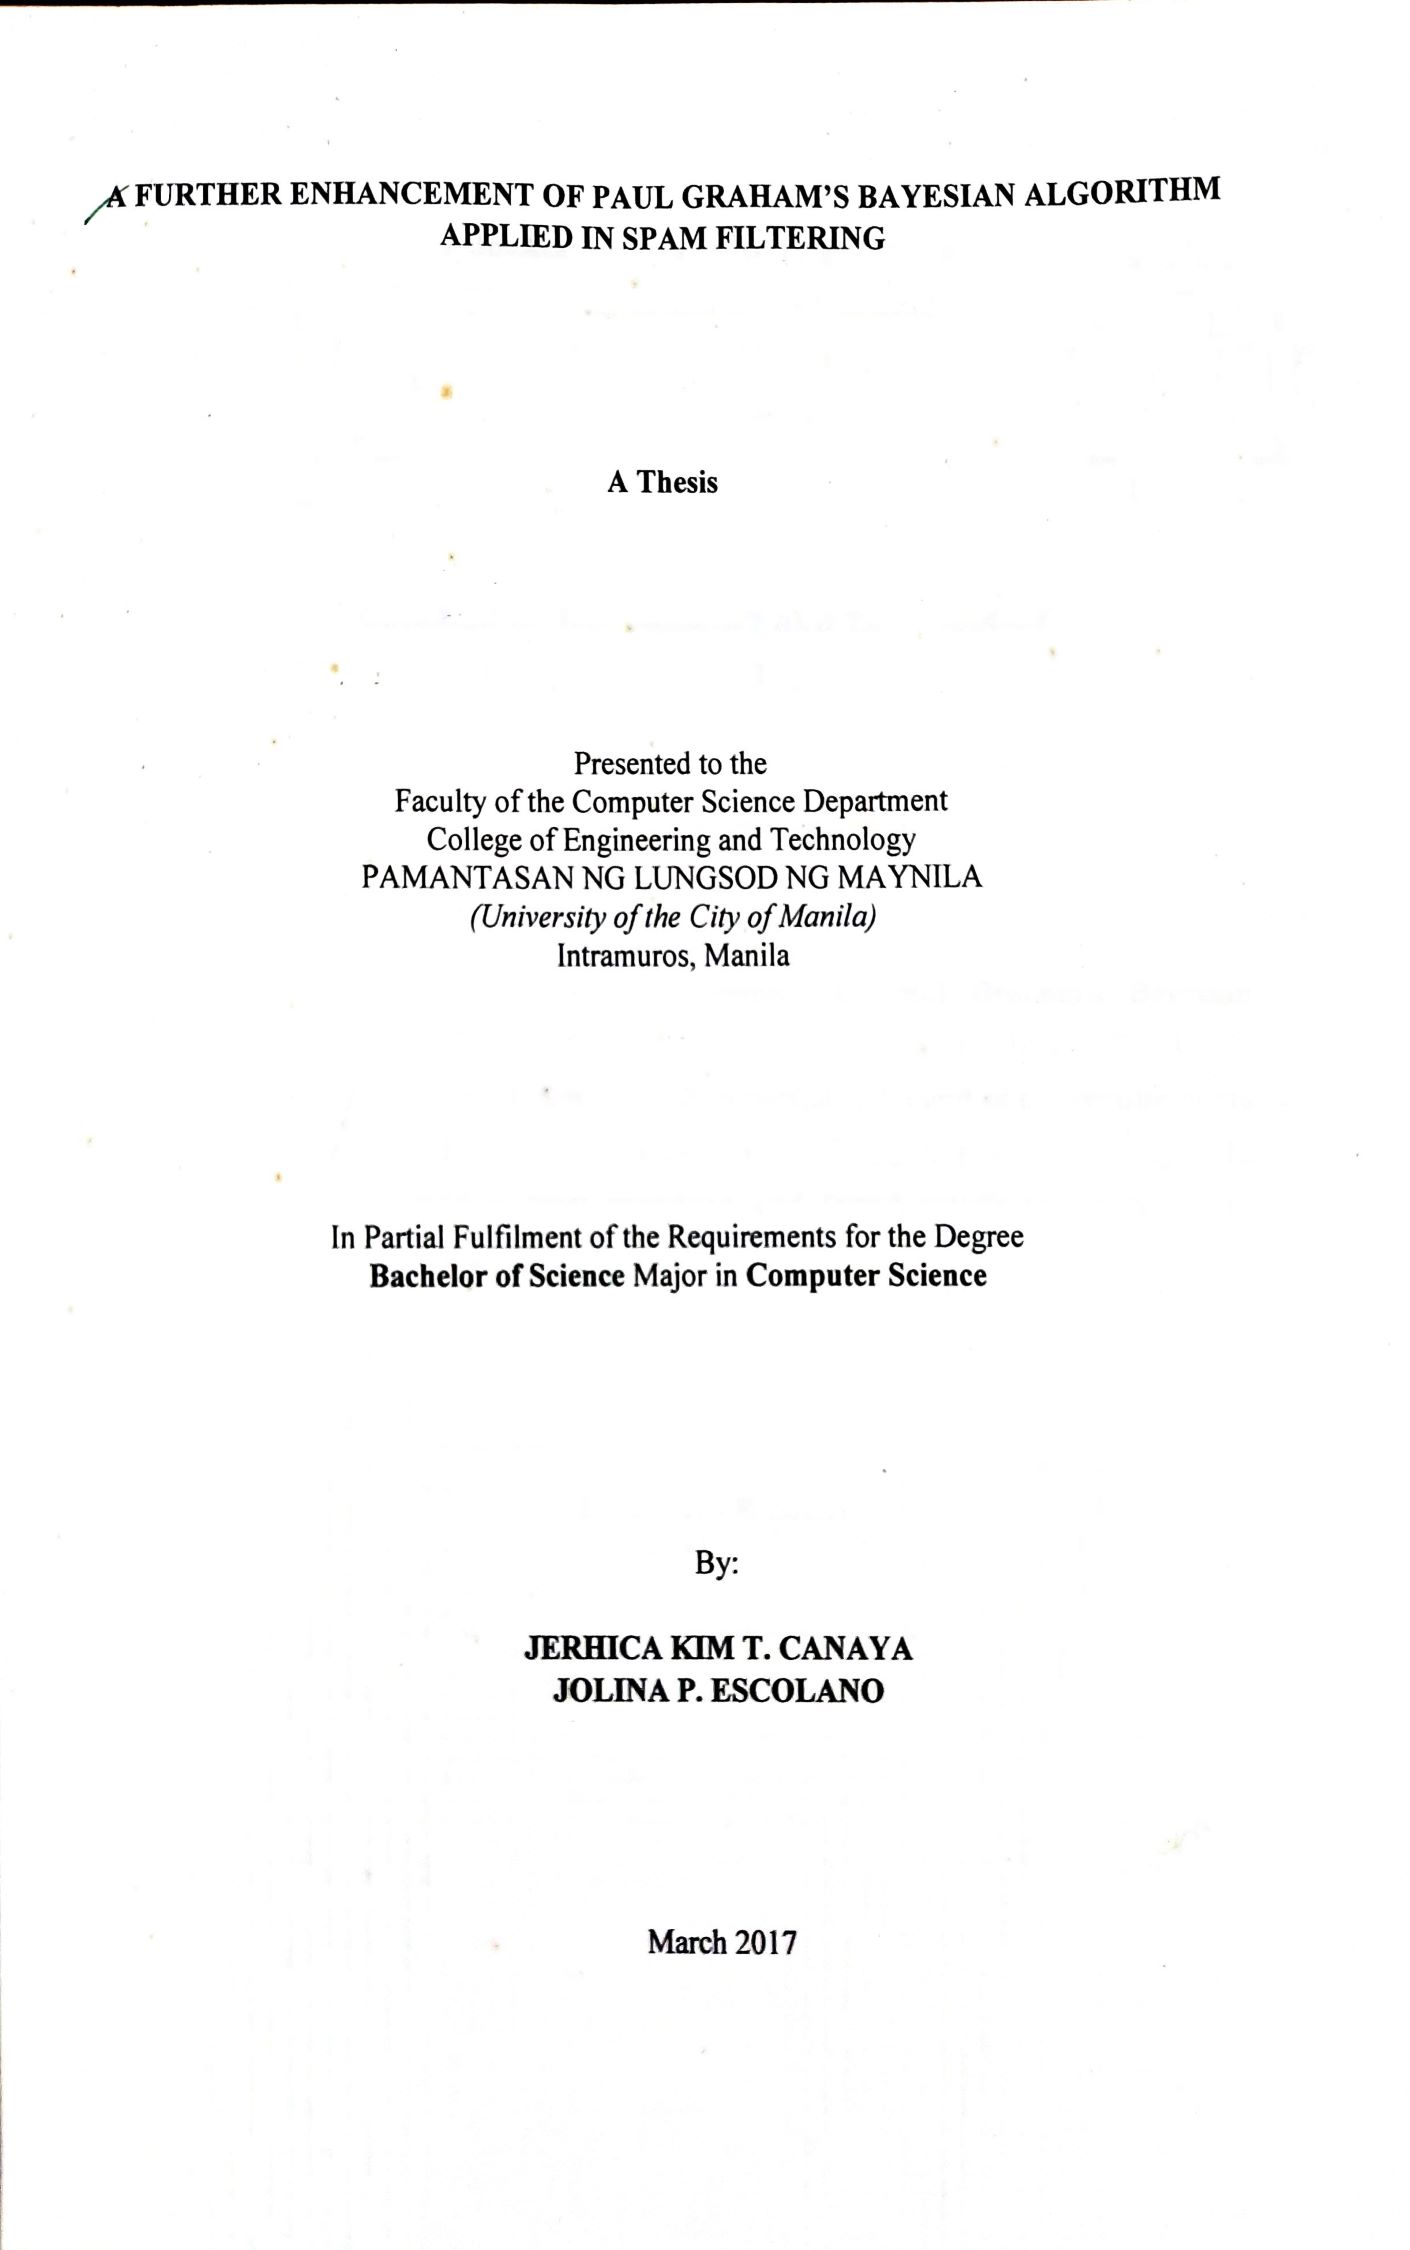 A FURTHER ENHANCEMENT OF PAUL GRAHAM'S BAYESIAN ALGORITHM
APPLIED IN SPAM FILTERING
A Thesis
Presented to the
Faculty of the Computer Science Department
College of Engineering and Technology
PAMANTASAN NG LUNGSOD NG MAYNILA
(University of the City of Manila)
Intramuros, Manila
In Partial Fulfilment of the Requirements for the Degree
Bachelor of Science Major in Computer Science
By:
JERHICA KIM T. CANAYA
JOLINA P. ESCOLANO
March 2017